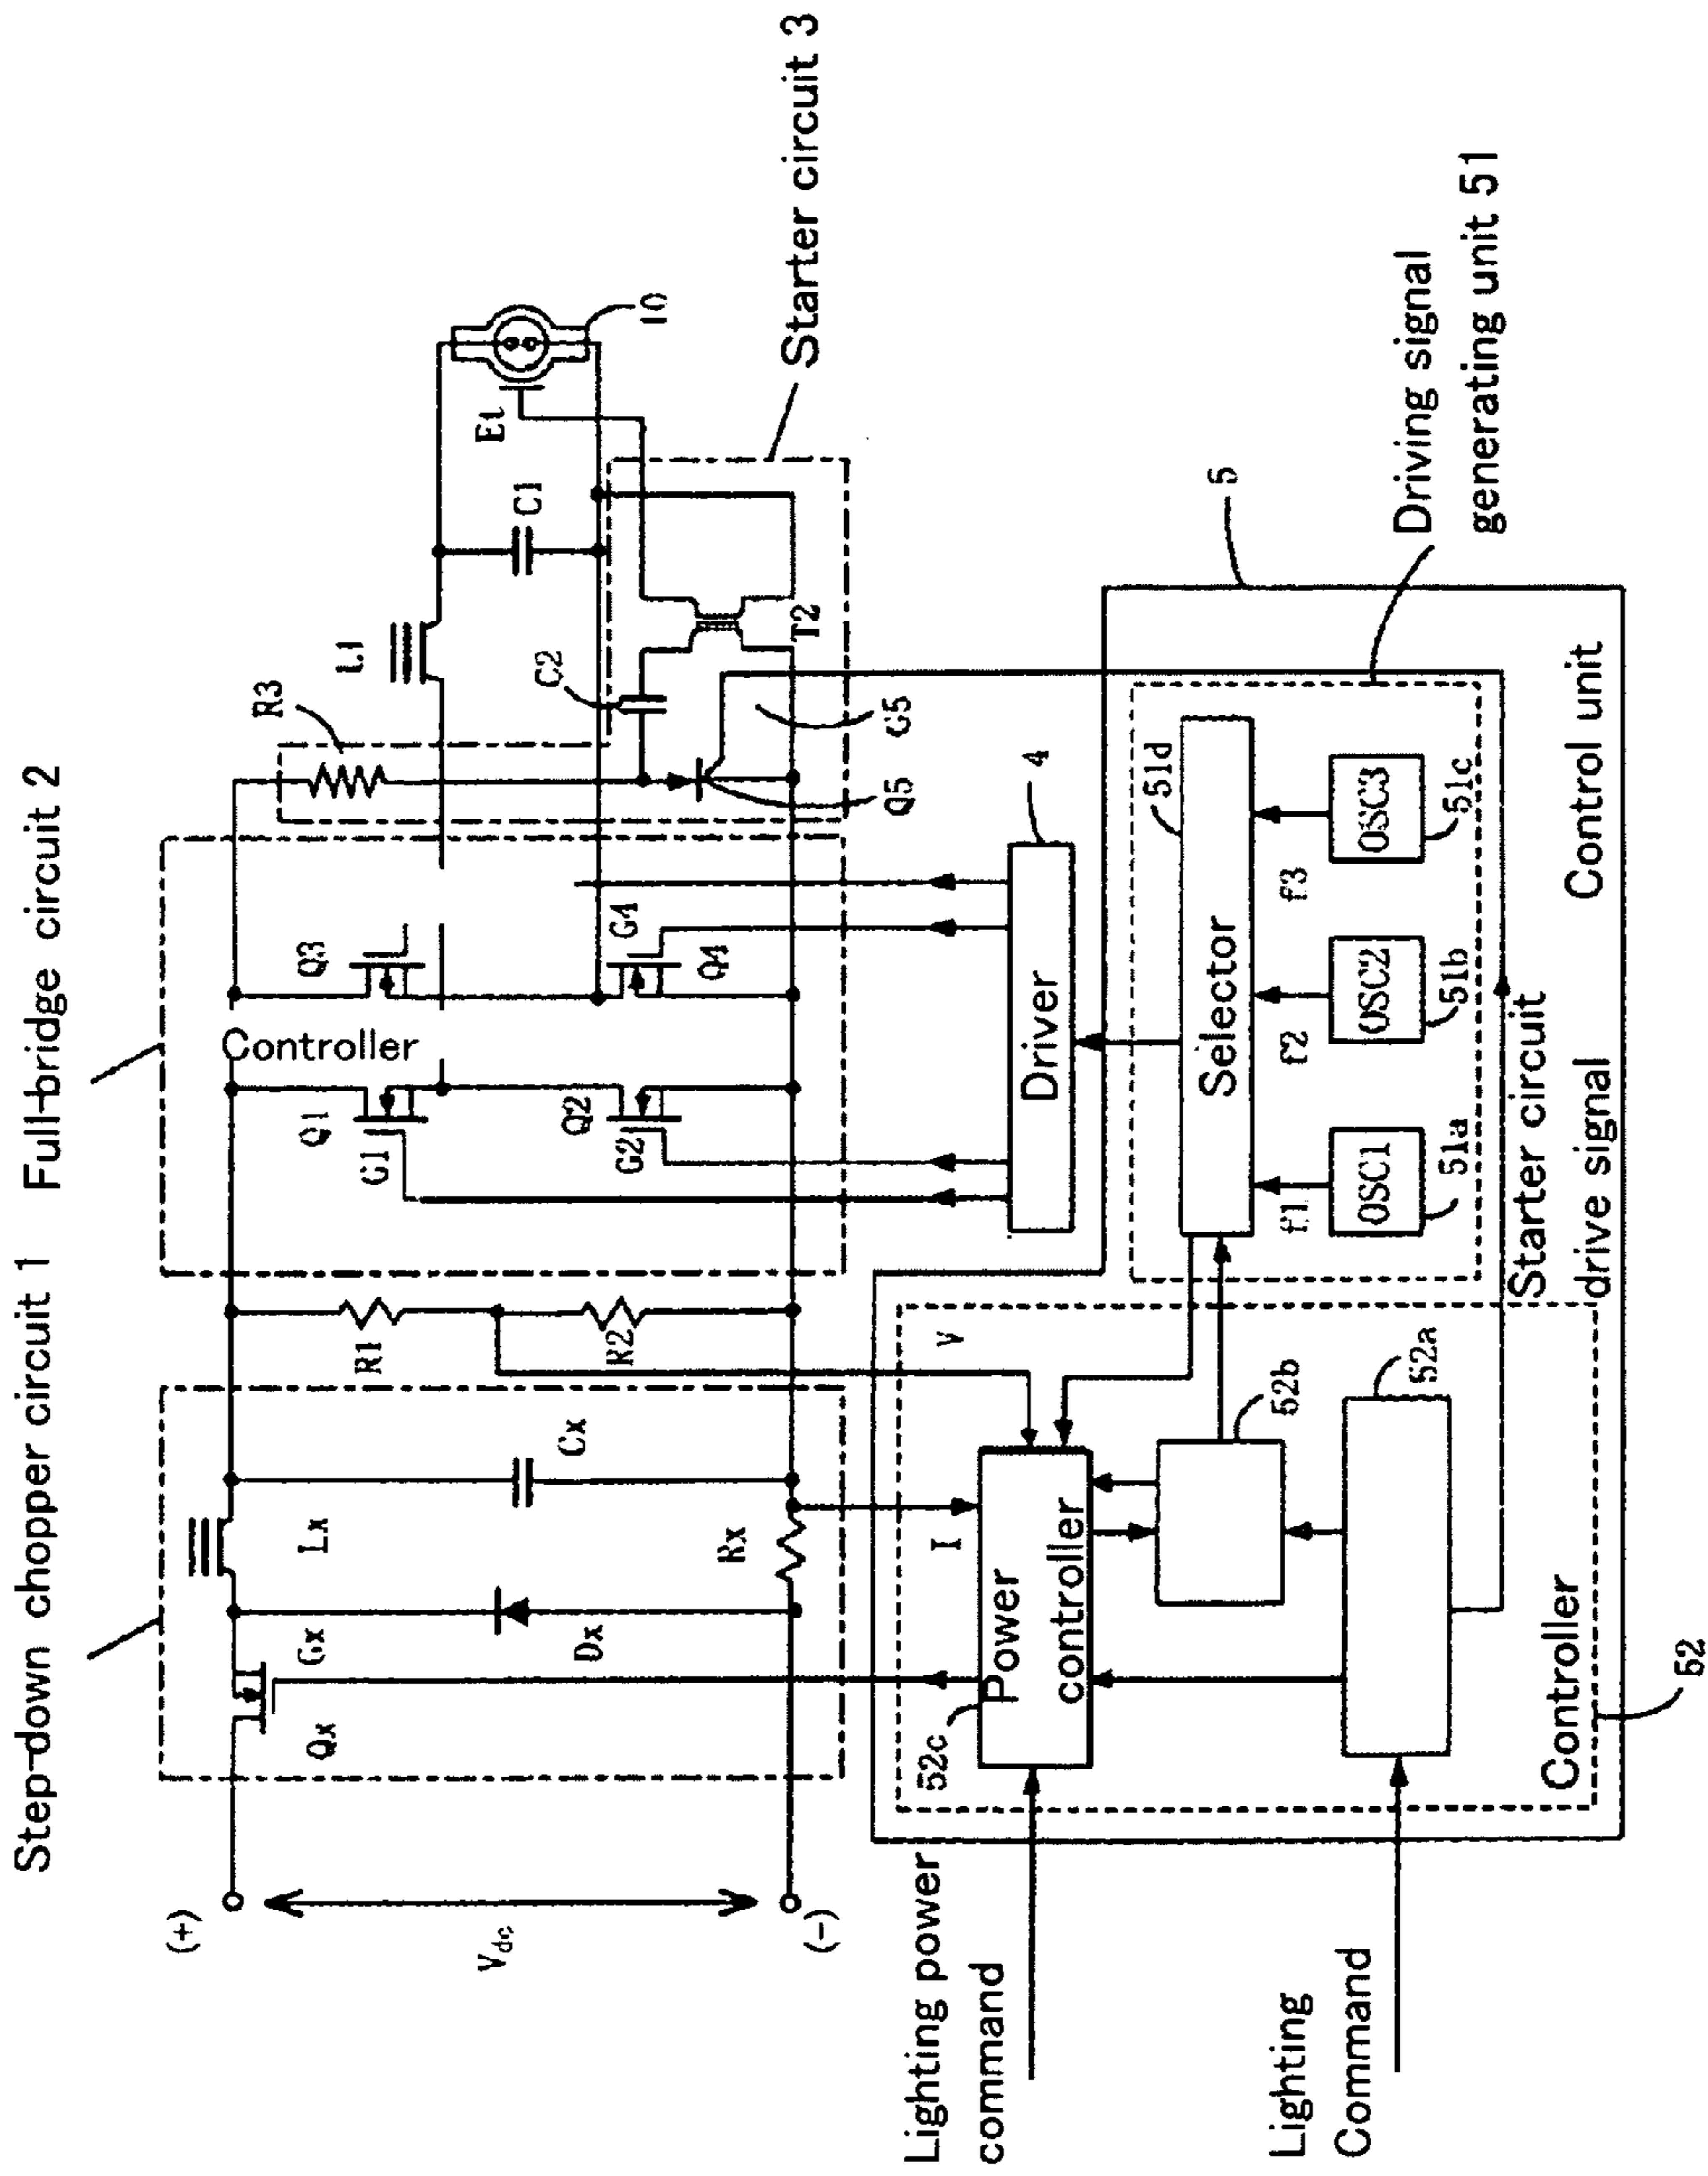 Step-down chopper circuit 1
Full-bridge circuit 2
(+)
Vdc
(-)
Qx
Gx
Lx
Dx
Cx
Rx
R1
R2
Controller
Q1
G1
Q2
G2
Q3
G4
Q4
R3
L1
C2
C1
Et
10
Q5
G5
T2
Starter circuit 3
Lighting power
command
Lighting
Command
52c
Power
controller
I
V
52b
52a
Controller
52
Driver
4
5
Selector
51d
f1
f2
f3
OSC1
OSC2
OSC3
51a
51b
51c
Starter circuit
drive signal
Control unit
Driving signal
generating unit 51